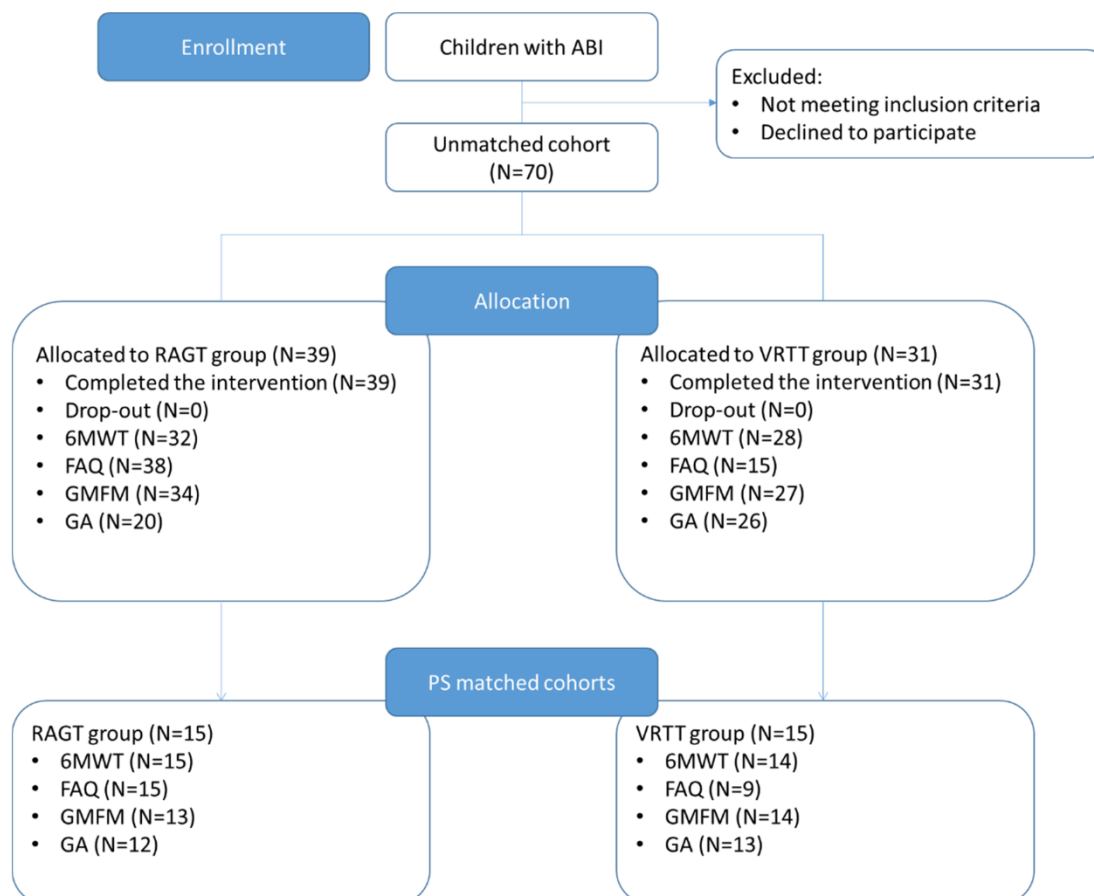 Enrollment
Children with ABI
Excluded:
• Not meeting inclusion criteria
• Declined to participate
Unmatched cohort
(N=70)
Allocation
Allocated to RAGT group (N=39)
• Completed the intervention (N=39)
• Drop-out (N=0)
• 6MWT (N=32)
• FAQ (N=38)
• GMFM (N=34)
• GA (N=20)
Allocated to VRTT group (N=31)
• Completed the intervention (N=31)
• Drop-out (N=0)
• 6MWT (N=28)
• FAQ (N=15)
• GMFM (N=27)
• GA (N=26)
PS matched cohorts
RAGT group (N=15)
• 6MWT (N=15)
• FAQ (N=15)
• GMFM (N=13)
• GA (N=12)
VRTT group (N=15)
• 6MWT (N=14)
• FAQ (N=9)
• GMFM (N=14)
• GA (N=13)